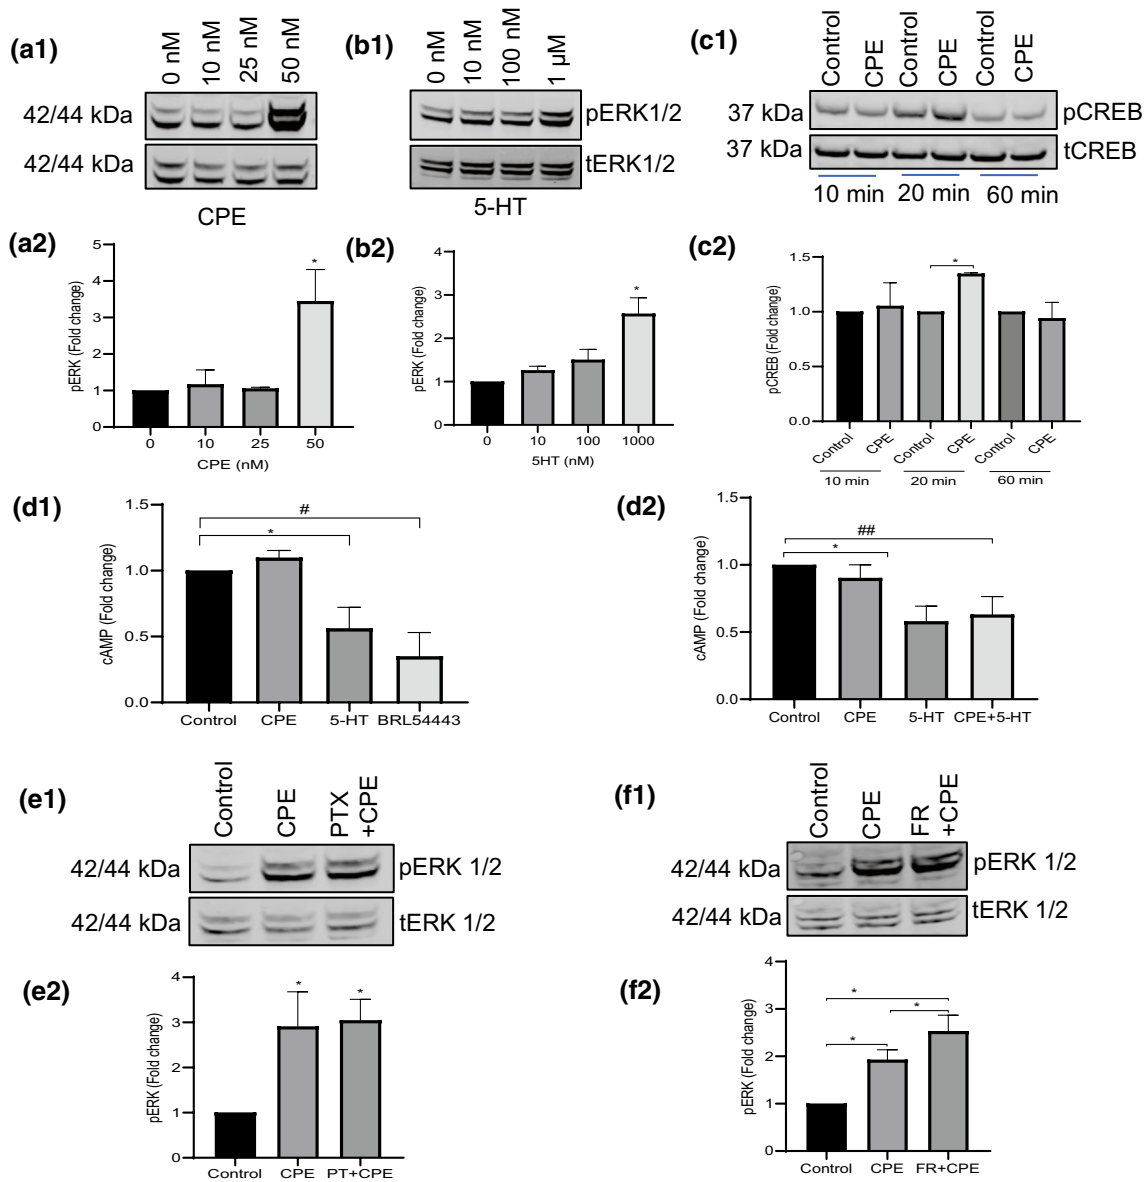 (a1)
0 nM
10 nM
25 nM
50 nM
42/44 kDa
42/44 kDa
CPE
(b1)
0 nM
10 nM
100 nM
1 µM
pERK1/2
tERK1/2
5-HT
(c1)
Control
CPE
Control
CPE
Control
CPE
37 kDa
pCREB
37 kDa
tCREB
10 min
20 min
60 min
(a2)
pERK (Fold change)
5
4
3
2
1
0
*
0
10
25
50
CPE (nM)
(b2)
pERK (Fold change)
4
3
2
1
0
*
0
10
100
1000
5HT (nM)
(c2)
pCREB (Fold change)
1.5
1.0
0.5
0.0
*
Control
CPE
Control
CPE
Control
CPE
10 min
20 min
60 min
(d1)
cAMP (Fold change)
1.5
1.0
0.5
0.0
#
*
Control
CPE
5-HT
BRL54443
(d2)
cAMP (Fold change)
1.5
1.0
0.5
0.0
##
*
Control
CPE
5-HT
CPE+5-HT
(e1)
Control
CPE
PTX
+CPE
42/44 kDa
pERK 1/2
42/44 kDa
tERK 1/2
(f1)
Control
CPE
FR
+CPE
42/44 kDa
pERK 1/2
42/44 kDa
tERK 1/2
(e2)
pERK (Fold change)
4
3
2
1
0
*
*
Control
CPE
PT+CPE
(f2)
pERK (Fold change)
4
3
2
1
0
*
*
*
Control
CPE
FR+CPE